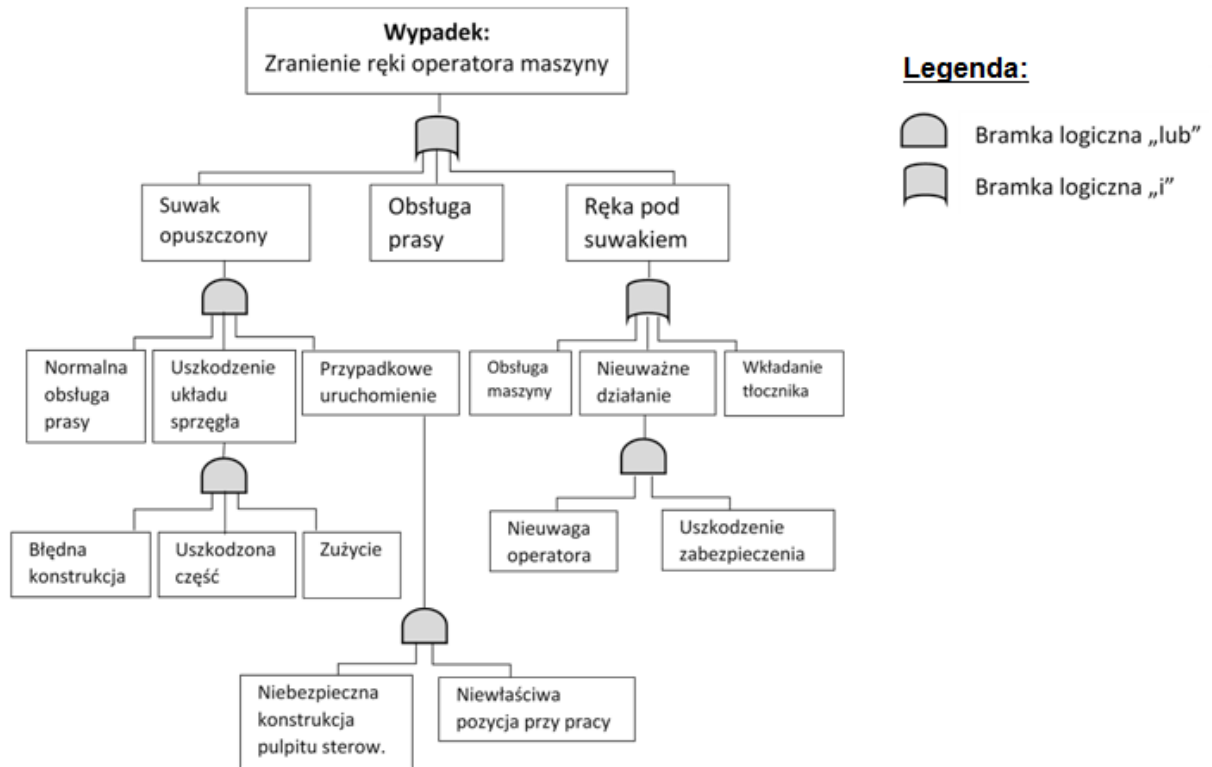 Wypadek:
Zranienie ręki operatora maszyny
Legenda:
Bramka logiczna „lub”
Bramka logiczna „i”
Suwak
opuszczony
Obsługa
prasy
Ręka pod
suwakiem
Normalna
obsługa
prasy
Uszkodzenie
układu
sprzęgła
Przypadkowe
uruchomienie
Obsługa
maszyny
Nieuważne
działanie
Wkładanie
tłocznika
Błędna
konstrukcja
Uszkodzona
część
Zużycie
Nieuwaga
operatora
Uszkodzenie
zabezpieczenia
Niebezpieczna
konstrukcja
pulpitu sterow.
Niewłaściwa
pozycja przy pracy